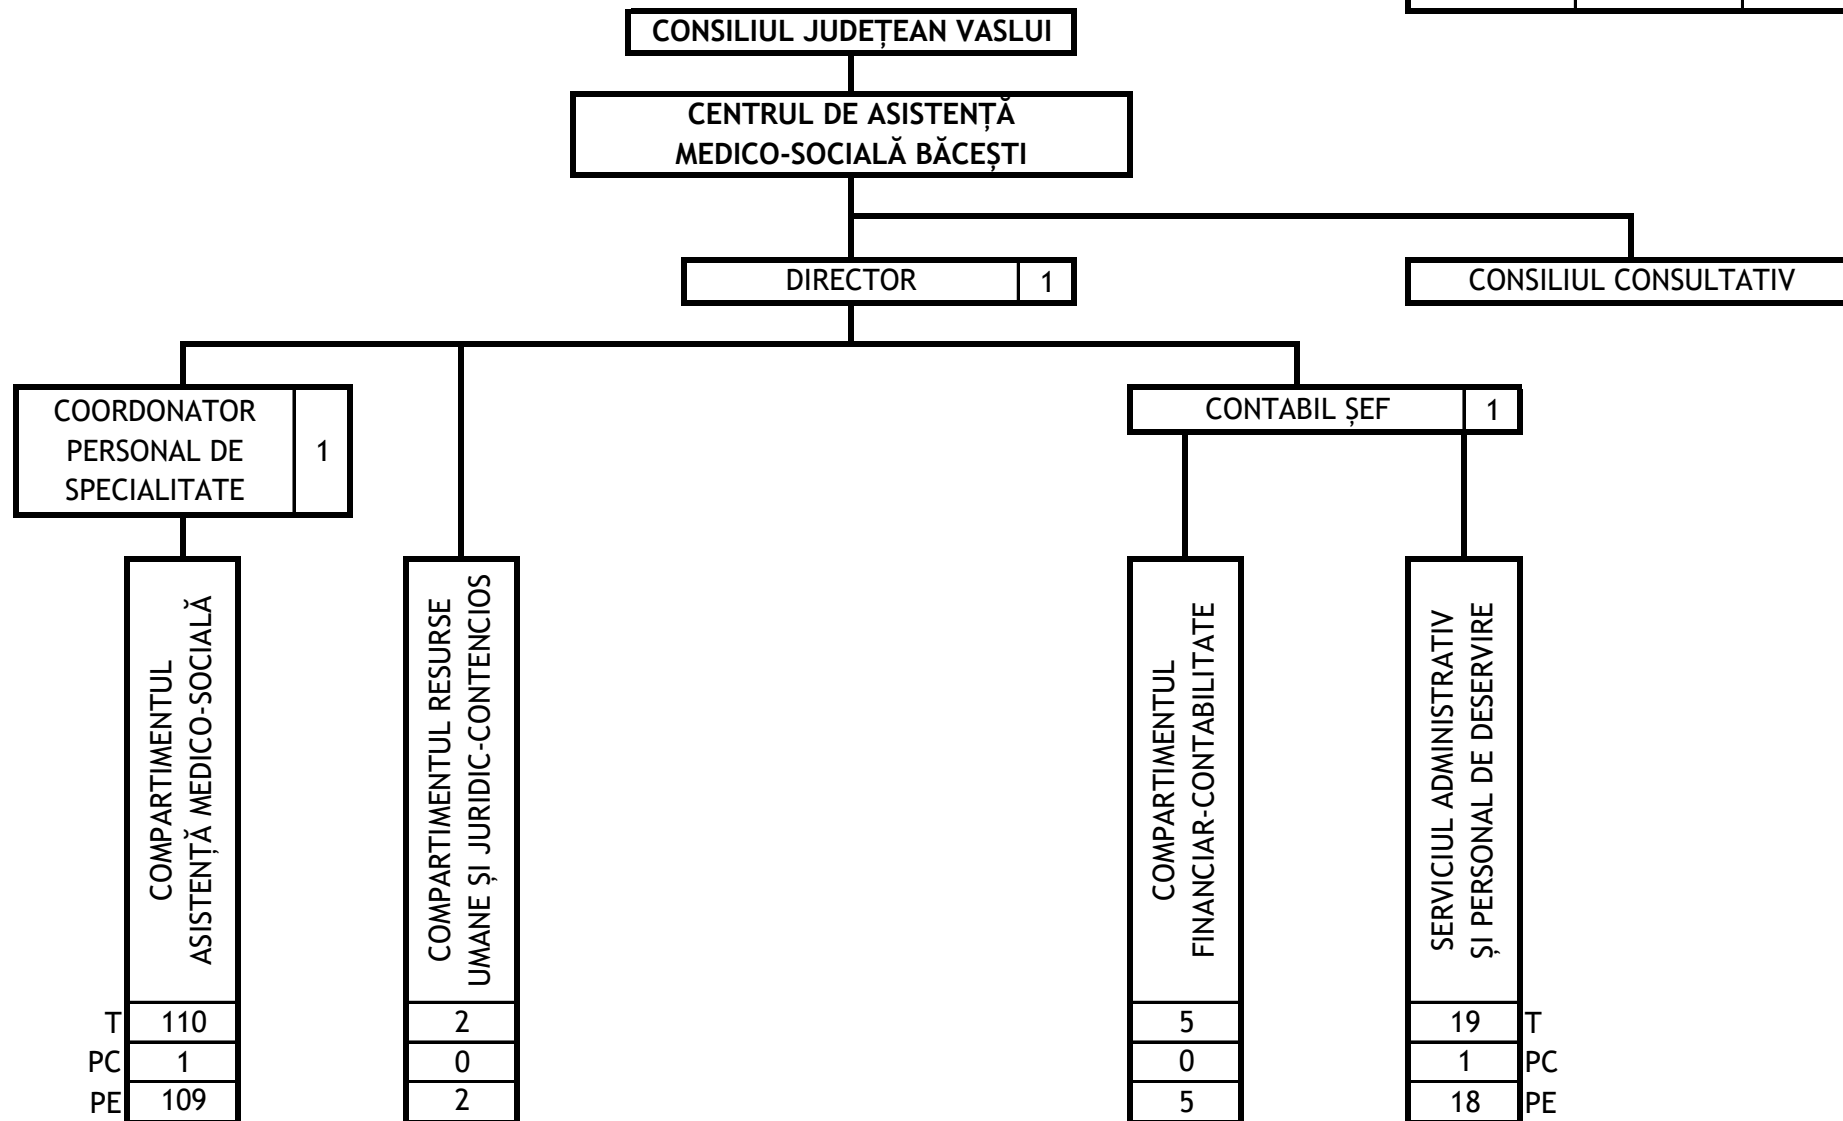 CONSILIUL JUDEȚEAN VASLUI
CENTRUL DE ASISTENȚĂ
MEDICO-SOCIALĂ BĂCEȘTI
DIRECTOR 1
CONSILIUL CONSULTATIV
COORDONATOR
PERSONAL DE
SPECIALITATE
1
CONTABIL ȘEF 1
COMPARTIMENTUL
ASISTENȚĂ MEDICO-SOCIALĂ
COMPARTIMENTUL RESURSE
UMANE ȘI JURIDIC-CONTENCIOS
COMPARTIMENTUL
FINANCIAR-CONTABILITATE
SERVICIUL ADMINISTRATIV
ȘI PERSONAL DE DESERVIRE
T 110 2 5 19 T
PC 1 0 0 1 PC
PE 109 2 5 18 PE